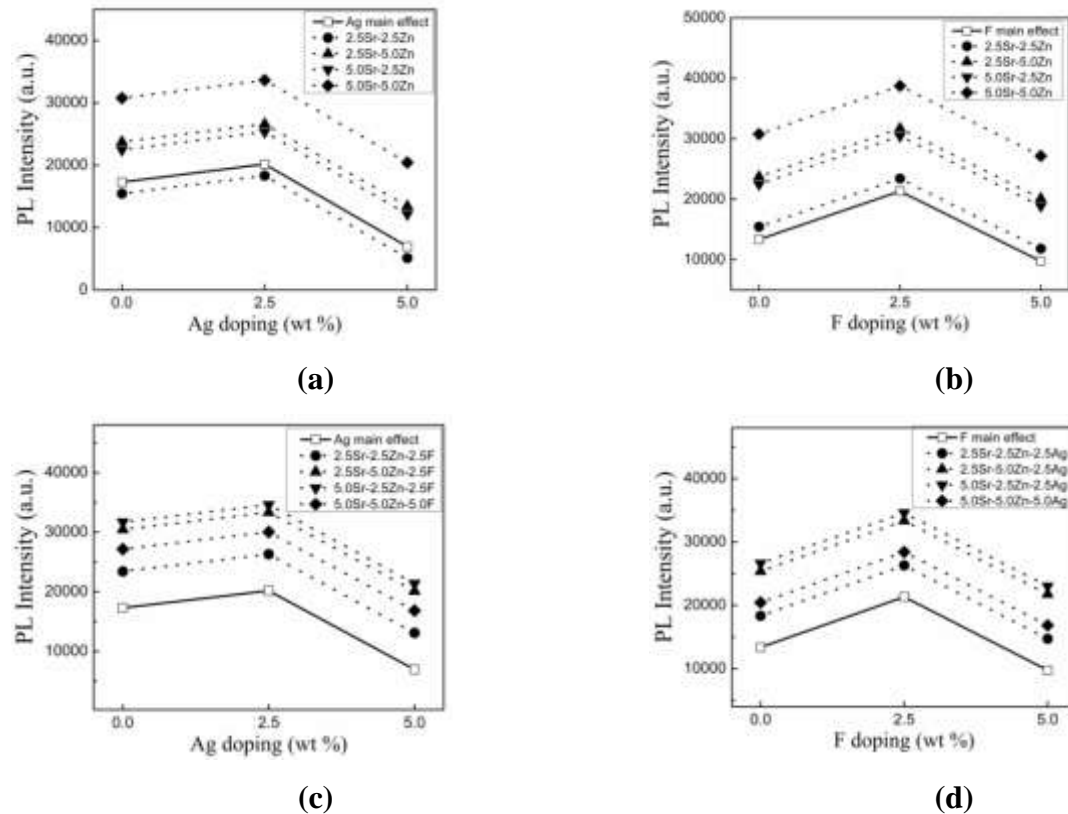 Ag main effect
2.5Sr-2.5Zn
2.5Sr-5.0Zn
5.0Sr-2.5Zn
5.0Sr-5.0Zn
40000
30000
20000
10000
0
PL Intensity (a.u.)
0.0 2.5 5.0
Ag doping (wt %)
(a)
F main effect
2.5Sr-2.5Zn
2.5Sr-5.0Zn
5.0Sr-2.5Zn
5.0Sr-5.0Zn
50000
40000
30000
20000
10000
PL Intensity (a.u.)
0.0 2.5 5.0
F doping (wt %)
(b)
Ag main effect
2.5Sr-2.5Zn-2.5F
2.5Sr-5.0Zn-2.5F
5.0Sr-2.5Zn-2.5F
5.0Sr-5.0Zn-5.0F
40000
30000
20000
10000
PL Intensity (a.u.)
0.0 2.5 5.0
Ag doping (wt %)
(c)
F main effect
2.5Sr-2.5Zn-2.5Ag
2.5Sr-5.0Zn-2.5Ag
5.0Sr-2.5Zn-2.5Ag
5.0Sr-5.0Zn-5.0Ag
40000
30000
20000
10000
PL Intensity (a.u.)
0.0 2.5 5.0
F doping (wt %)
(d)